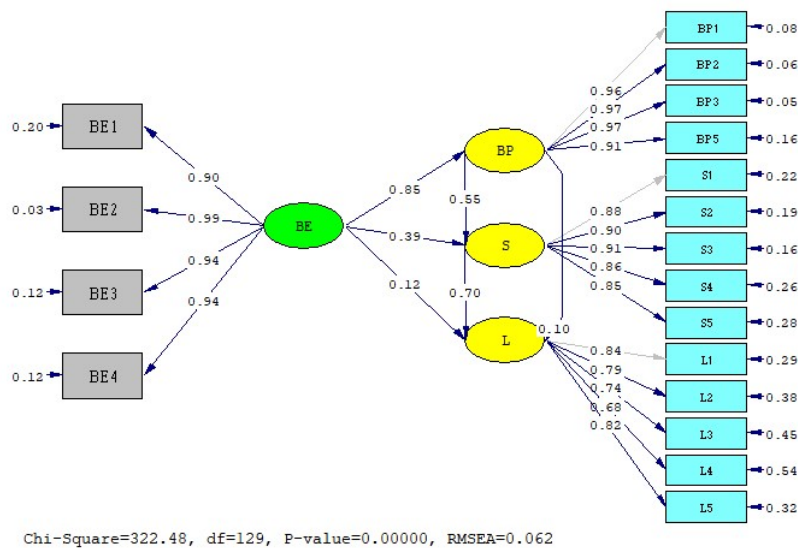 BP1 0.08
BP2 0.06
0.96
0.97
BP3 0.05
0.97
0.20 BE1
BP5 0.16
0.91
BP
S1 0.22
0.90
0.85
0.55
0.88
S2 0.19
0.03 BE2
0.99
BE
0.39
0.90
S
0.91
S3 0.16
0.94
0.86
S4 0.26
0.12 BE3
0.94
0.12
0.70
0.85
S5 0.28
L
0.10
0.84
L1 0.29
0.79
0.12 BE4
0.74
L2 0.38
0.68
0.82
L3 0.45
L4 0.54
L5 0.32
Chi-Square=322.48, df=129, P-value=0.00000, RMSEA=0.062